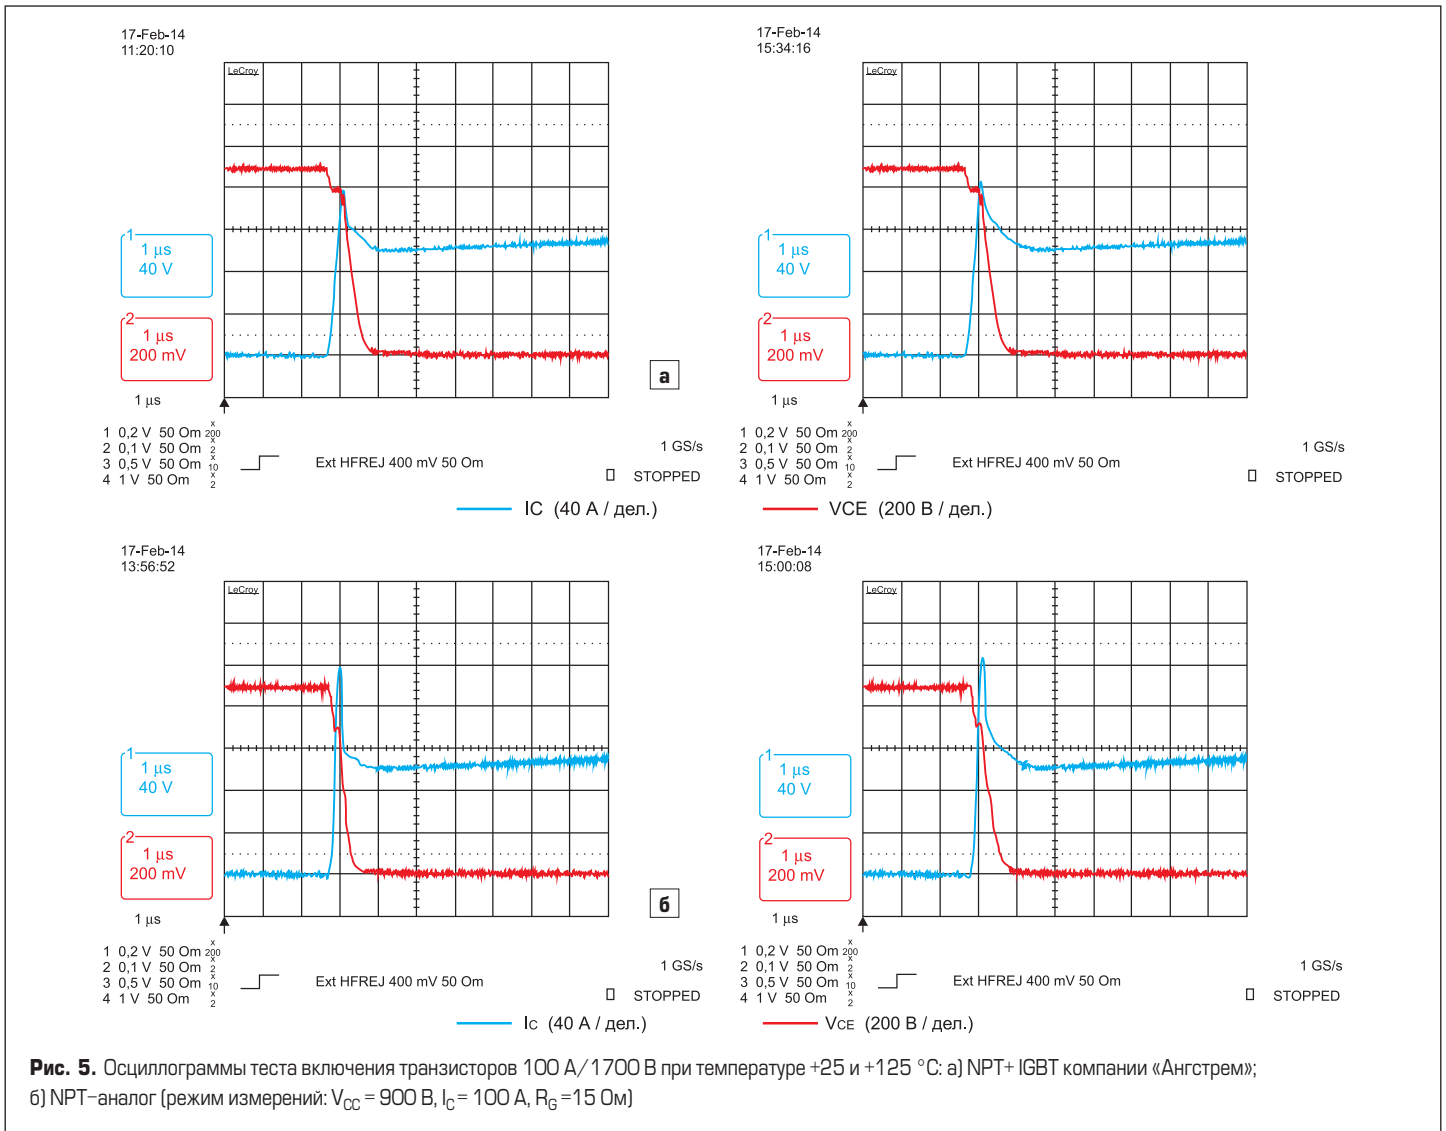 17-Feb-14
11:20:10
LeCroy
1
1 µs
40 V
2
1 µs
200 mV
1 µs
1 0,2 V 50 Om x 200
2 0,1 V 50 Om x 2
3 0,5 V 50 Om x 10
4 1 V 50 Om x 2
Ext HFREJ 400 mV 50 Om
1 GS/s
STOPPED
17-Feb-14
15:34:16
LeCroy
1
1 µs
40 V
2
1 µs
200 mV
1 µs
1 0,2 V 50 Om x 200
2 0,1 V 50 Om x 2
3 0,5 V 50 Om x 10
4 1 V 50 Om x 2
Ext HFREJ 400 mV 50 Om
1 GS/s
STOPPED
а
IC (40 А / дел.)
VCE (200 В / дел.)
17-Feb-14
13:56:52
LeCroy
1
1 µs
40 V
2
1 µs
200 mV
1 µs
1 0,2 V 50 Om x 200
2 0,1 V 50 Om x 2
3 0,5 V 50 Om x 10
4 1 V 50 Om x 2
Ext HFREJ 400 mV 50 Om
1 GS/s
STOPPED
17-Feb-14
15:00:08
LeCroy
1
1 µs
40 V
2
1 µs
200 mV
1 µs
1 0,2 V 50 Om x 200
2 0,1 V 50 Om x 2
3 0,5 V 50 Om x 10
4 1 V 50 Om x 2
Ext HFREJ 400 mV 50 Om
1 GS/s
STOPPED
б
Ic (40 А / дел.)
VCE (200 В / дел.)
Рис. 5. Осциллограммы теста включения транзисторов 100 А/1700 В при температуре +25 и +125 °С: а) NPT+ IGBT компании «Ангстрем»;
б) NPT-аналог (режим измерений: VCC = 900 В, IC = 100 А, RG =15 Ом)